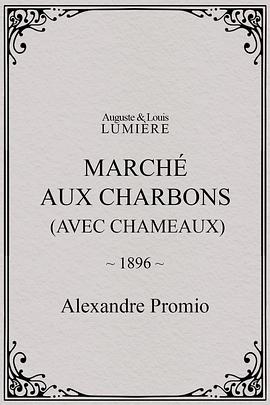 Auguste & Louis
LUMIÈRE
MARCHÉ
AUX CHARBONS
(AVEC CHAMEAUX)
~ 1896 ~
Alexandre Promio